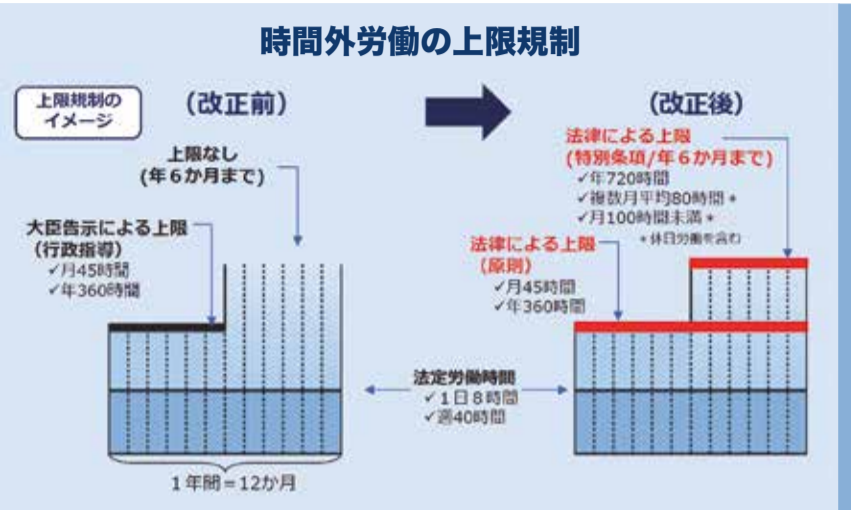 時間外労働の上限規制
上限規制の
イメージ
(改正前)
(改正後)
上限なし
(年6か月まで)
大臣告示による上限
(行政指導)
✓月45時間
✓年360時間
法律による上限
(特別条項/年6か月まで)
✓年720時間
✓複数月平均80時間*
✓月100時間未満*
*休日労働を含む
法律による上限
(原則)
✓月45時間
✓年360時間
法定労働時間
✓1日8時間
✓週40時間
1年間=12か月